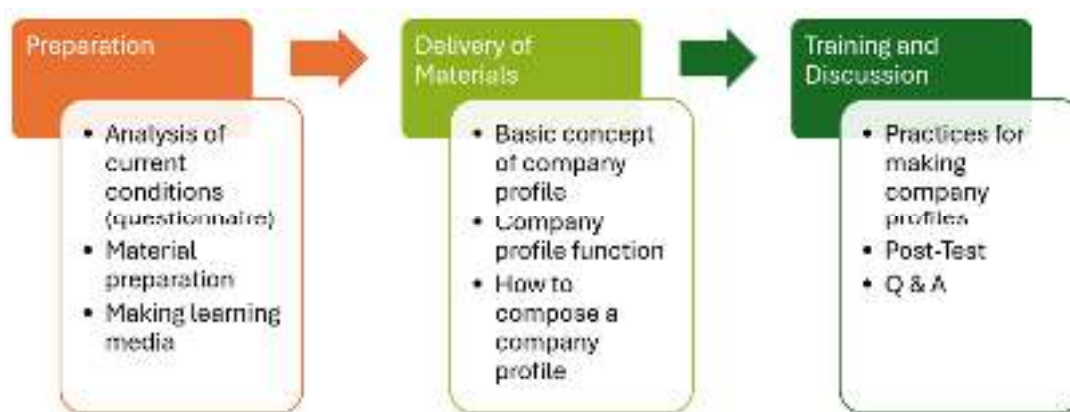 Preparation
• Analysis of
current
conditions
(questionnaire)
• Material
preparation
• Making learning
media
Delivery of
Materials
• Basic concept
of company
profile
• Company
profile function
• How to
compose a
company
profile
Training and
Discussion
• Practices for
making
company
profiles
• Post-Test
• Q & A